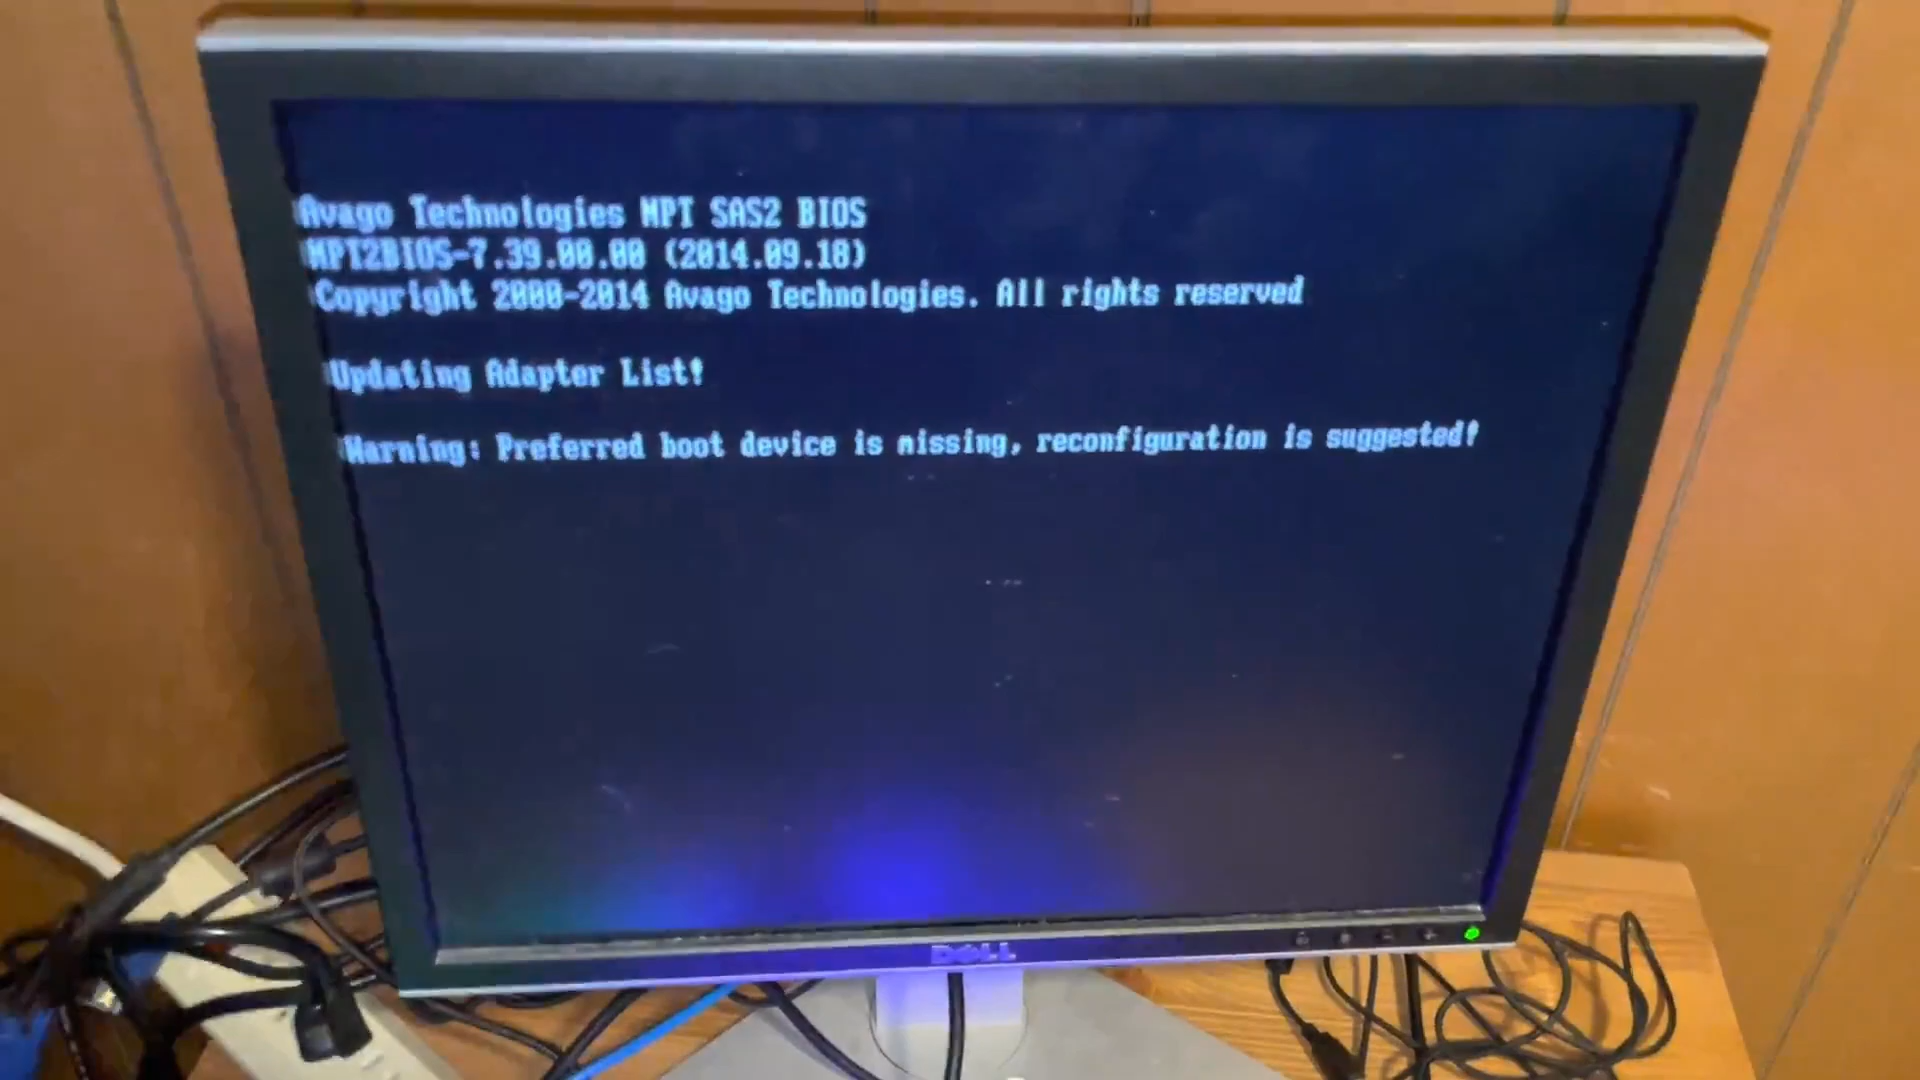 Avago Technologies MPT SAS2 BIOS
MPT2BIOS-7.39.00.00 (2014.09.18)
Copyright 2000-2014 Avago Technologies. All rights reserved
Updating Adapter List!
Warning: Preferred boot device is missing, reconfiguration is suggested!
DELL